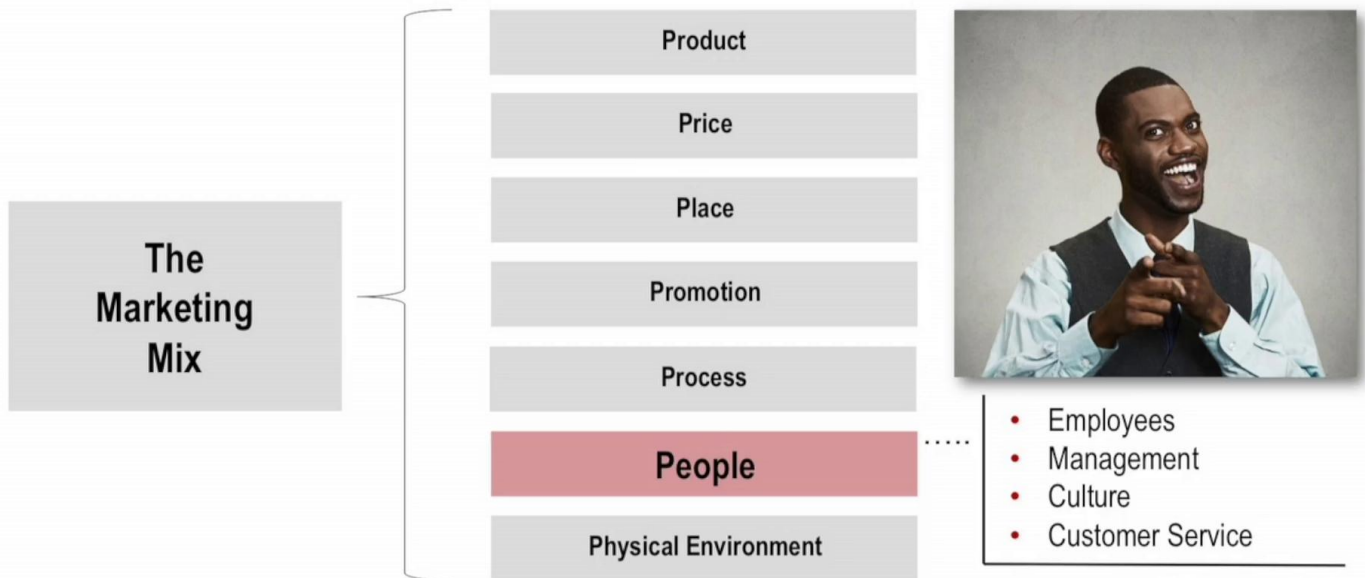 The
Marketing
Mix
Product
Price
Place
Promotion
Process
People
Physical Environment
• Employees
• Management
• Culture
• Customer Service